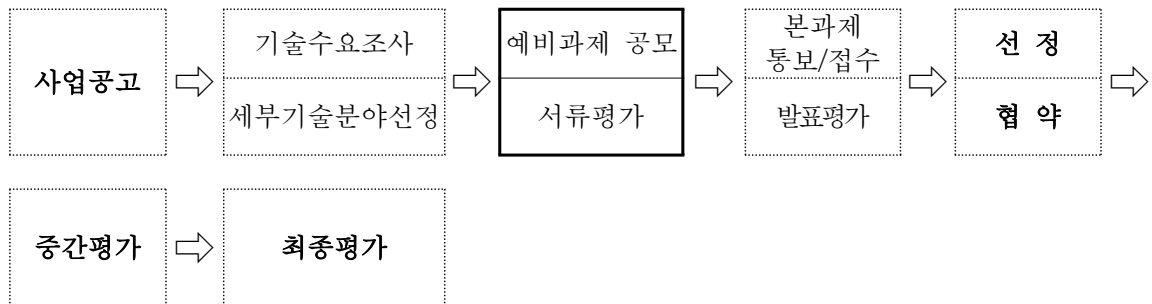 사업공고
기술수요조사
세부기술분야선정
예비과제 공모
서류평가
본과제
통보/접수
발표평가
선 정
협 약
중간평가
최종평가